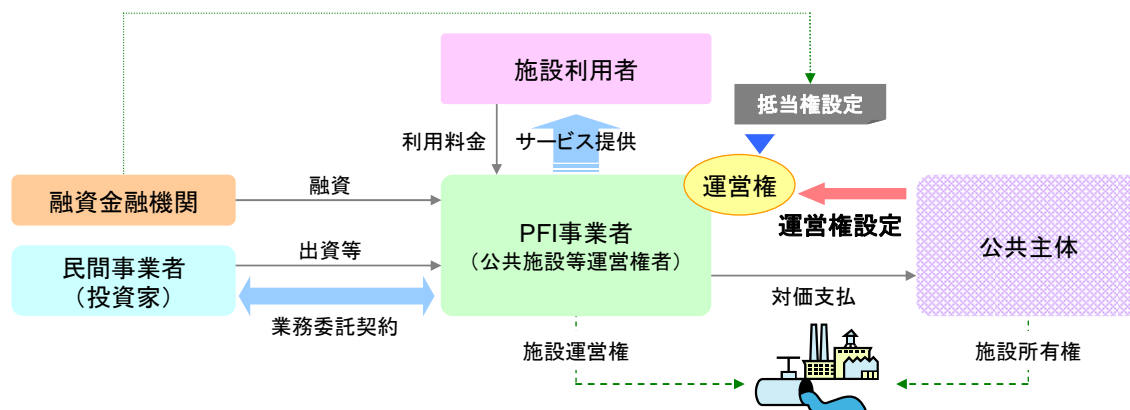 施設利用者
抵当権設定
利用料金
サービス提供
融資金融機関
融資
運営権
運営権設定
PFI事業者
（公共施設等運営権者）
公共主体
民間事業者
（投資家）
出資等
業務委託契約
対価支払
施設運営権
施設所有権